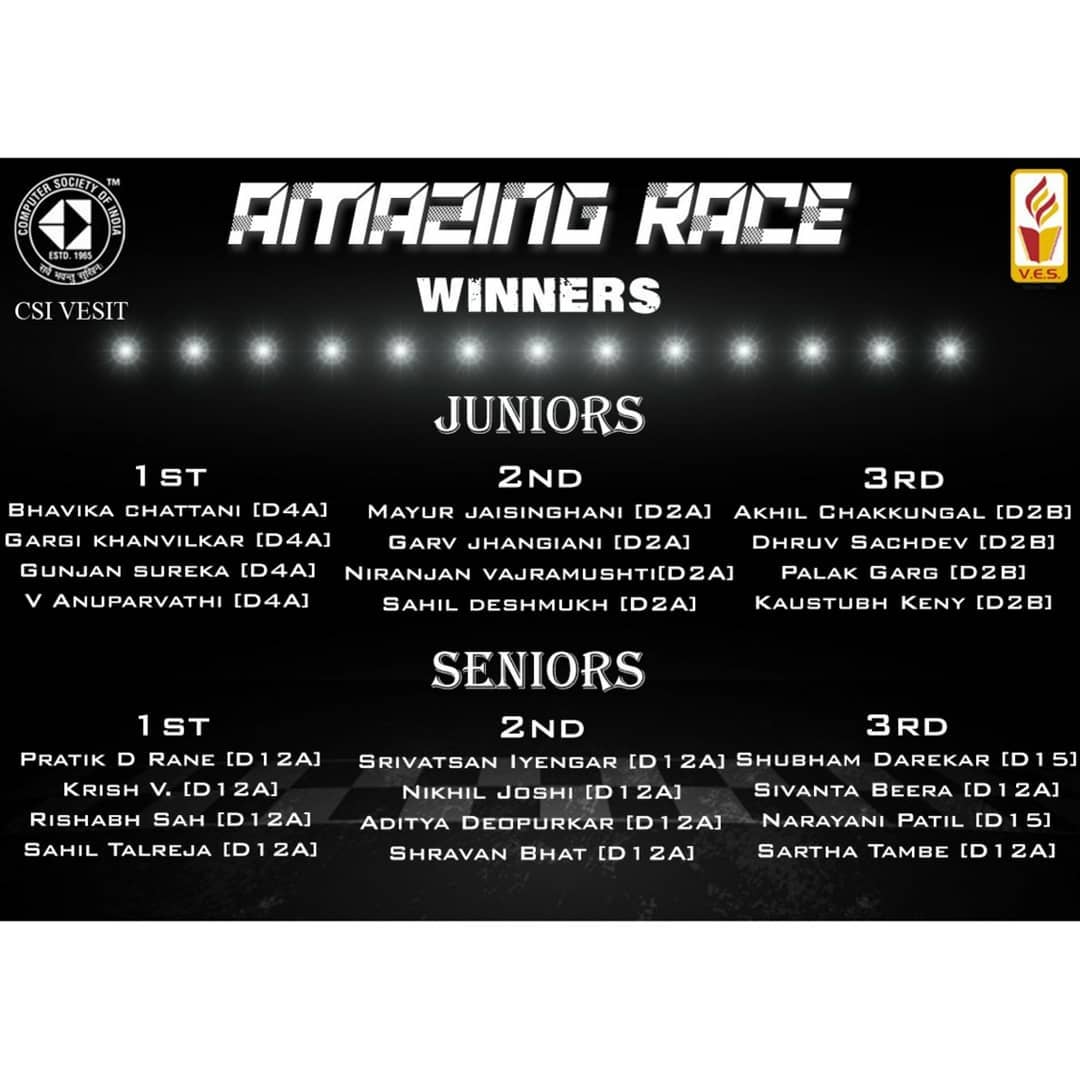 COMPUTER SOCIETY OF INDIA
TM
ESTD. 1965
सर्वे भवन्तु सुखिनः
CSI VESIT
AMAZING RACE
WINNERS
V.E.S.
JUNIORS
1ST
BHAVIKA CHATTANI [D4A]
GARGI KHANVILKAR [D4A]
GUNJAN SUREKA [D4A]
V ANUPARVATHI [D4A]
2ND
MAYUR JAISINGHANI [D2A]
GARV JHANGIANI [D2A]
NIRANJAN VAJRAMUSHTI[D2A]
SAHIL DESHMUKH [D2A]
3RD
AKHIL CHAKKUNGAL [D2B]
DHRUV SACHDEV [D2B]
PALAK GARG [D2B]
KAUSTUBH KENY [D2B]
SENIORS
1ST
PRATIK D RANE [D12A]
KRISH V. [D12A]
RISHABH SAH [D12A]
SAHIL TALREJA [D12A]
2ND
SRIVATSAN IYENGAR [D12A]
NIKHIL JOSHI [D12A]
ADITYA DEOPURKAR [D12A]
SHRAVAN BHAT [D12A]
3RD
SHUBHAM DAREKAR [D15]
SIVANTA BEERA [D12A]
NARAYANI PATIL [D15]
SARTHA TAMBE [D12A]